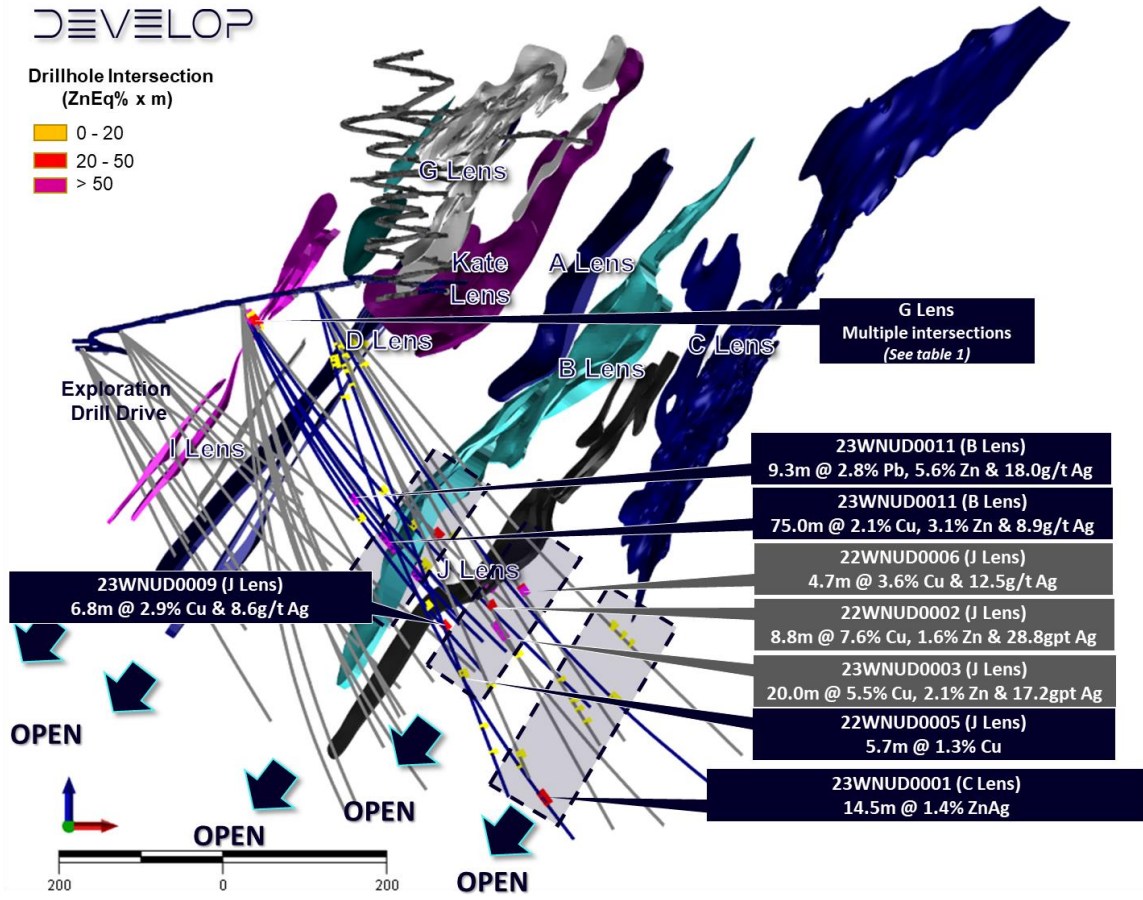 DEVELOP
Drillhole Intersection
(ZnEq% x m)
0 - 20
20 - 50
> 50
G Lens
Kate
Lens
A Lens
D Lens
B Lens
C Lens
Exploration
Drill Drive
I Lens
J Lens
G Lens
Multiple intersections
(See table 1)
23WNUD0011 (B Lens)
9.3m @ 2.8% Pb, 5.6% Zn & 18.0g/t Ag
23WNUD0011 (B Lens)
75.0m @ 2.1% Cu, 3.1% Zn & 8.9g/t Ag
22WNUD0006 (J Lens)
4.7m @ 3.6% Cu & 12.5g/t Ag
22WNUD0002 (J Lens)
8.8m @ 7.6% Cu, 1.6% Zn & 28.8gpt Ag
23WNUD0003 (J Lens)
20.0m @ 5.5% Cu, 2.1% Zn & 17.2gpt Ag
22WNUD0005 (J Lens)
5.7m @ 1.3% Cu
23WNUD0001 (C Lens)
14.5m @ 1.4% ZnAg
23WNUD0009 (J Lens)
6.8m @ 2.9% Cu & 8.6g/t Ag
OPEN
OPEN
OPEN
OPEN
200
0
200